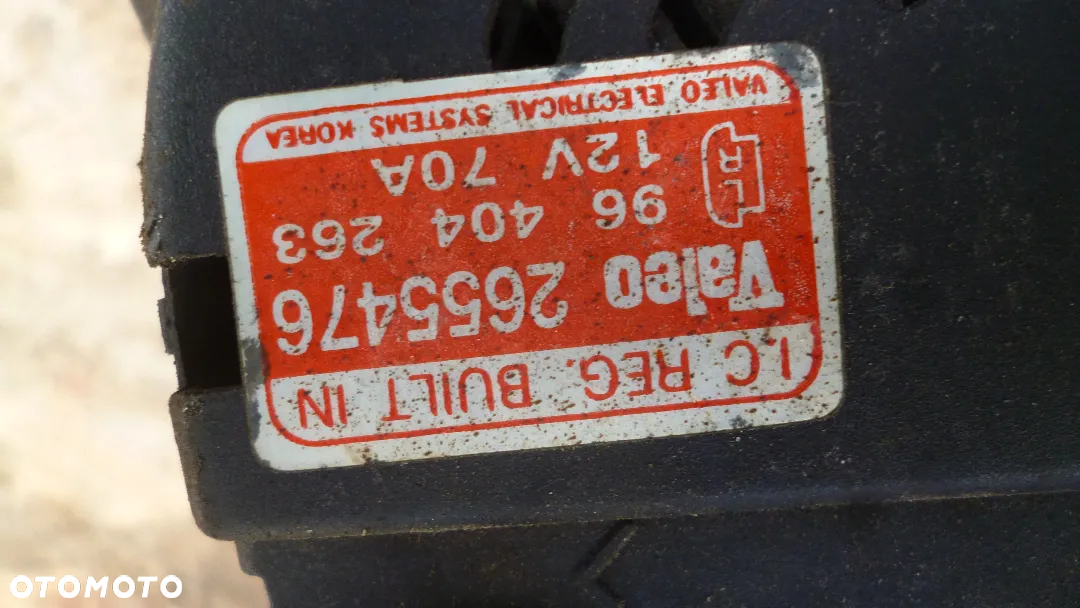 I.C REG. BUILT IN
Valeo 2655476
96 404 263
12V 70A
VALEO ELECTRICAL SYSTEMS KOREA
OTOMOTO